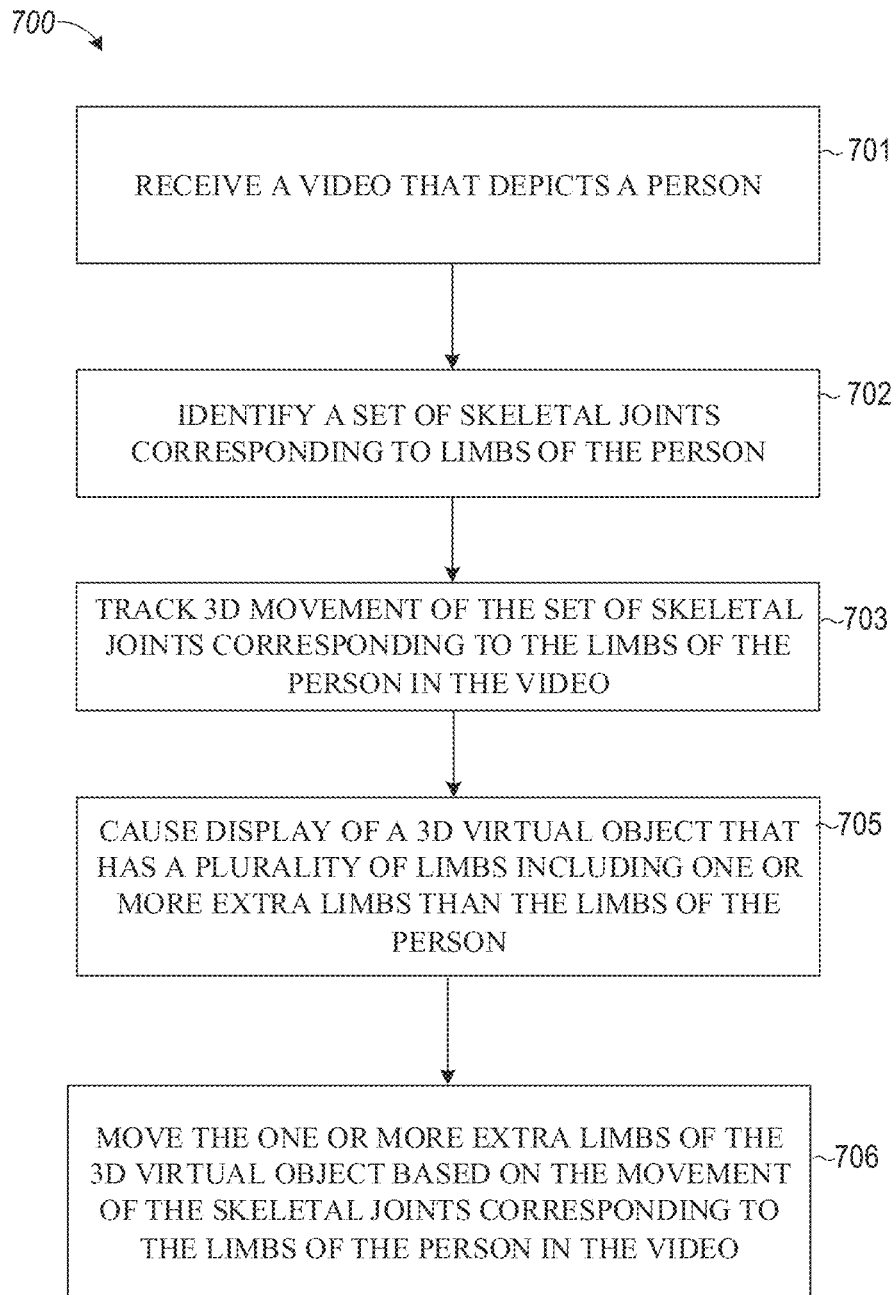 700
RECEIVE A VIDEO THAT DEPICTS A PERSON
701
IDENTIFY A SET OF SKELETAL JOINTS
CORRESPONDING TO LIMBS OF THE PERSON
702
TRACK 3D MOVEMENT OF THE SET OF SKELETAL
JOINTS CORRESPONDING TO THE LIMBS OF THE
PERSON IN THE VIDEO
703
CAUSE DISPLAY OF A 3D VIRTUAL OBJECT THAT
HAS A PLURALITY OF LIMBS INCLUDING ONE OR
MORE EXTRA LIMBS THAN THE LIMBS OF THE
PERSON
705
MOVE THE ONE OR MORE EXTRA LIMBS OF THE
3D VIRTUAL OBJECT BASED ON THE MOVEMENT
OF THE SKELETAL JOINTS CORRESPONDING TO
THE LIMBS OF THE PERSON IN THE VIDEO
706